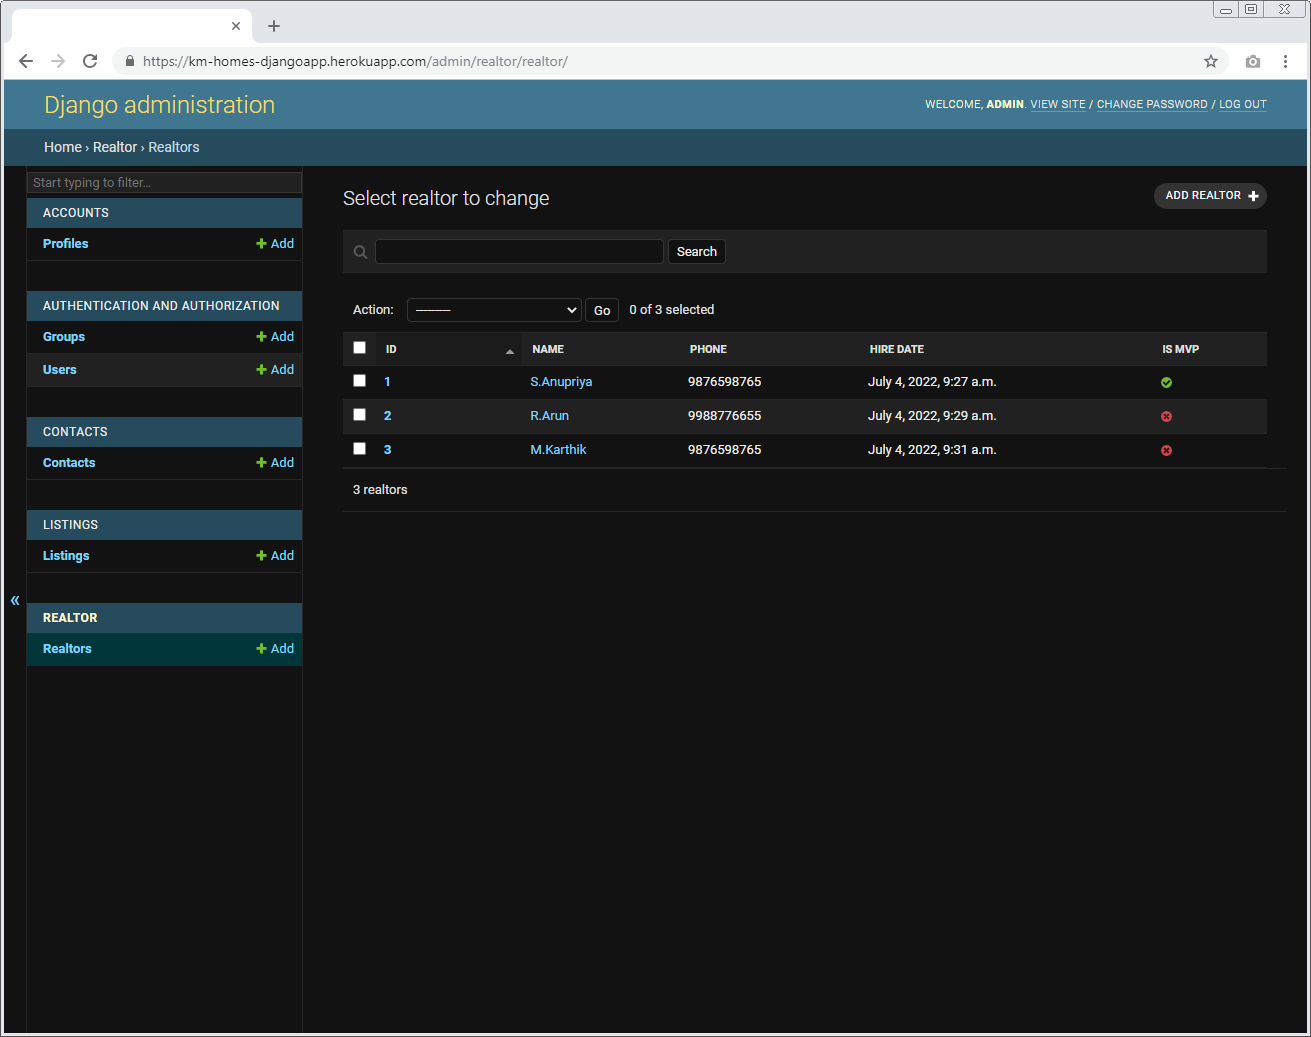 https://km-homes-djangoapp.herokuapp.com/admin/realtor/realtor/
Django administration
WELCOME, ADMIN. VIEW SITE / CHANGE PASSWORD / LOG OUT
Home › Realtor › Realtors
Start typing to filter...
ACCOUNTS
Profiles Add
AUTHENTICATION AND AUTHORIZATION
Groups Add
Users Add
CONTACTS
Contacts Add
LISTINGS
Listings Add
«
REALTOR
Realtors Add
Select realtor to change
ADD REALTOR
Search
Action: --------- Go 0 of 3 selected
ID NAME PHONE HIRE DATE IS MVP
1 S.Anupriya 9876598765 July 4, 2022, 9:27 a.m.
2 R.Arun 9988776655 July 4, 2022, 9:29 a.m.
3 M.Karthik 9876598765 July 4, 2022, 9:31 a.m.
3 realtors